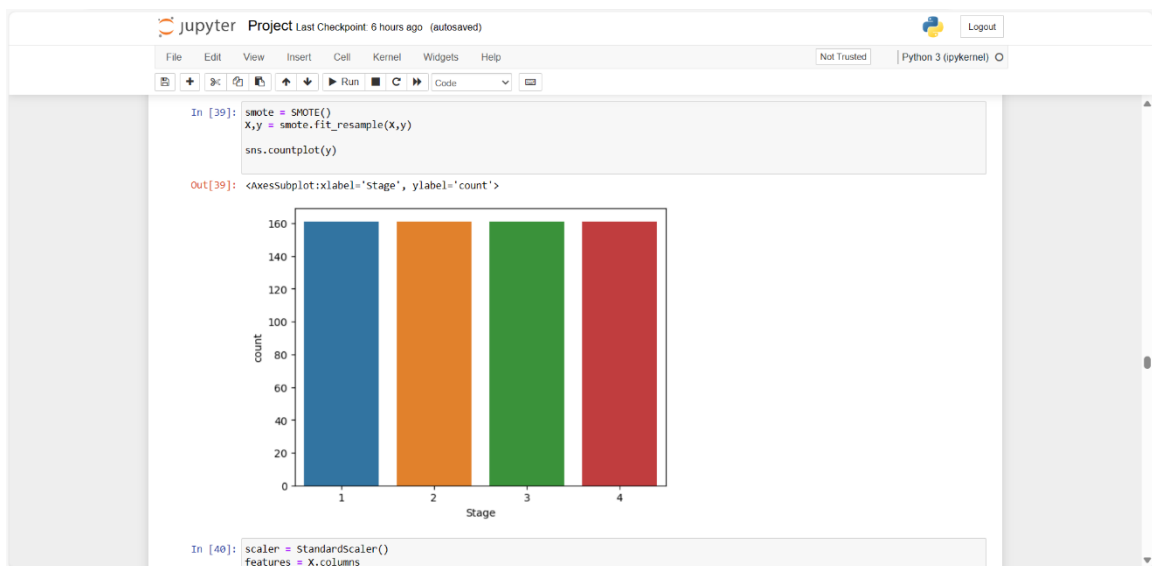 jupyter Project Last Checkpoint: 6 hours ago (autosaved)
Logout
File Edit View Insert Cell Kernel Widgets Help
Not Trusted
Python 3 (ipykernel)
Run
Code
In [39]: smote = SMOTE()
X,y = smote.fit_resample(X,y)
sns.countplot(y)
Out[39]: <AxesSubplot:xlabel='Stage', ylabel='count'>
160
140
120
100
80
60
40
20
0
count
1 2 3 4
Stage
In [40]: scaler = StandardScaler()
features = X.columns